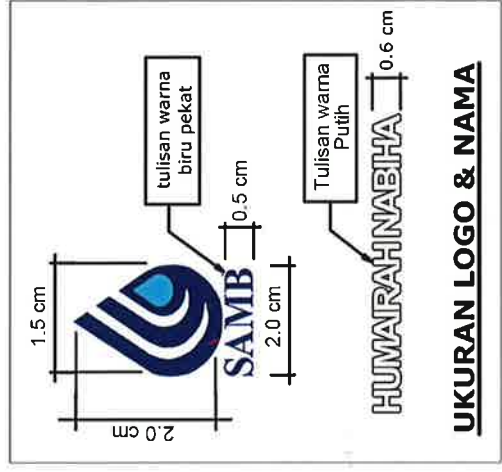 1.5 cm
2.0 cm
SAMB
2.0 cm
0.5 cm
tulisan warna
biru pekat
HUMAIRAH NABIHA
0.6 cm
Tulisan warna
Putih
UKURAN LOGO & NAMA